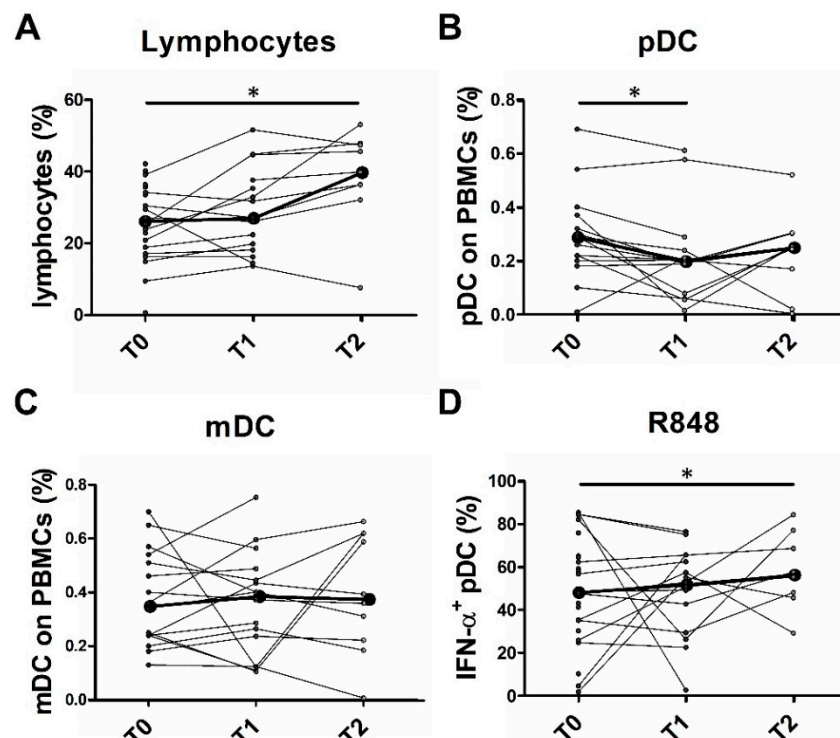 A
Lymphocytes
lymphocytes (%)
60
40
20
0
*
T0
T1
T2
B
pDC
pDC on PBMCs (%)
0.8
0.6
0.4
0.2
0.0
*
T0
T1
T2
C
mDC
mDC on PBMCs (%)
0.8
0.6
0.4
0.2
0.0
T0
T1
T2
D
R848
IFN-α⁺ pDC (%)
100
80
60
40
20
0
*
T0
T1
T2